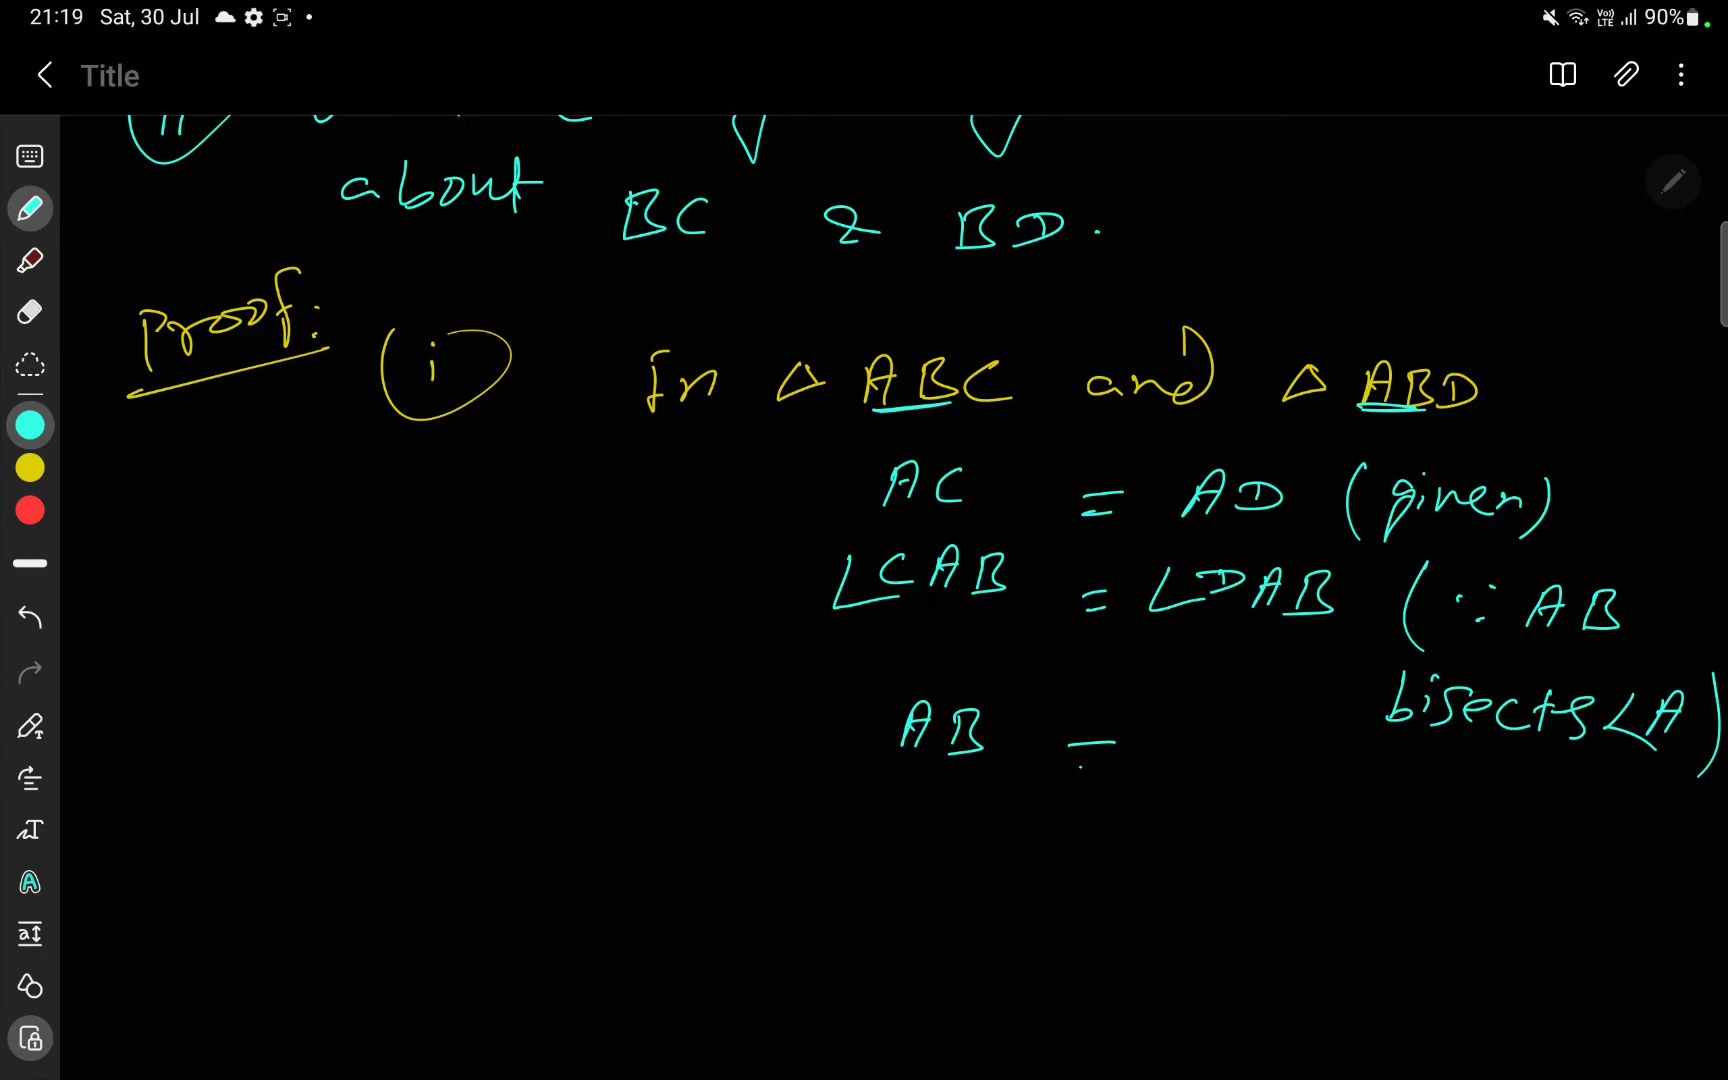 21:19 Sat, 30 Jul 90%
Title
about BC & BD.
Proof: (i) In △ ABC and △ ABD
AC = AD (given)
∠CAB = ∠DAB (∵ AB
bisects ∠A)
AB =